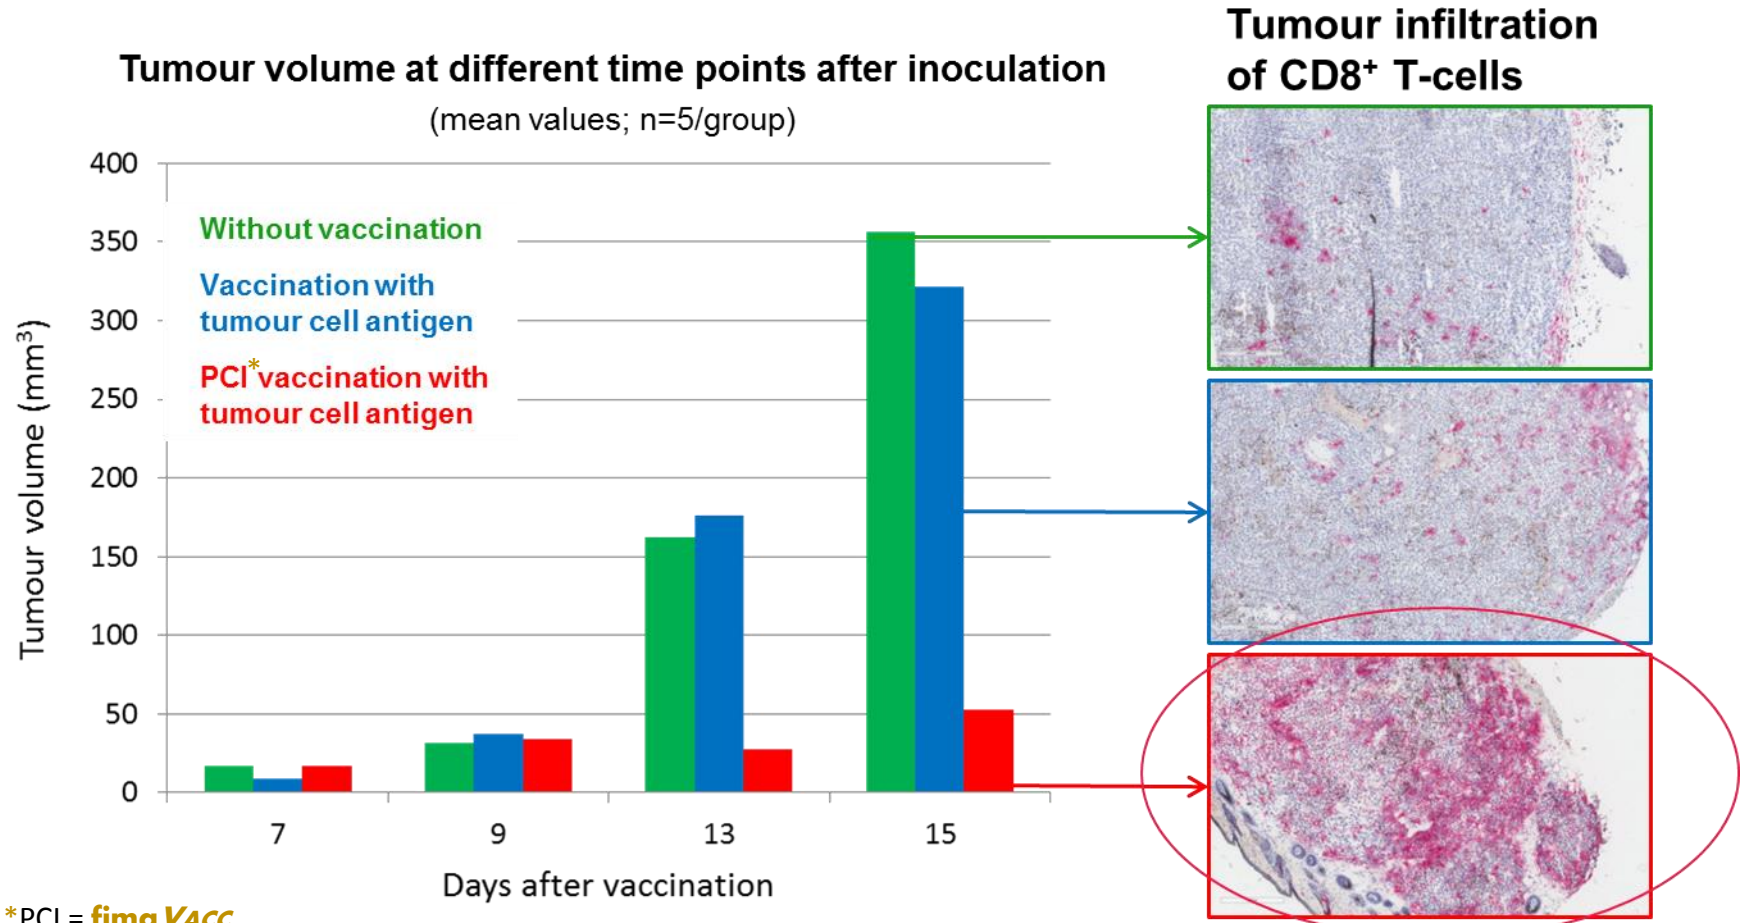 Tumour infiltration
of CD8⁺ T-cells
Tumour volume at different time points after inoculation
(mean values; n=5/group)
400
350
300
250
200
150
100
50
0
Tumour volume (mm³)
Without vaccination
Vaccination with
tumour cell antigen
PCI*vaccination with
tumour cell antigen
7
9
13
15
Days after vaccination
*PCI = fimaVACC